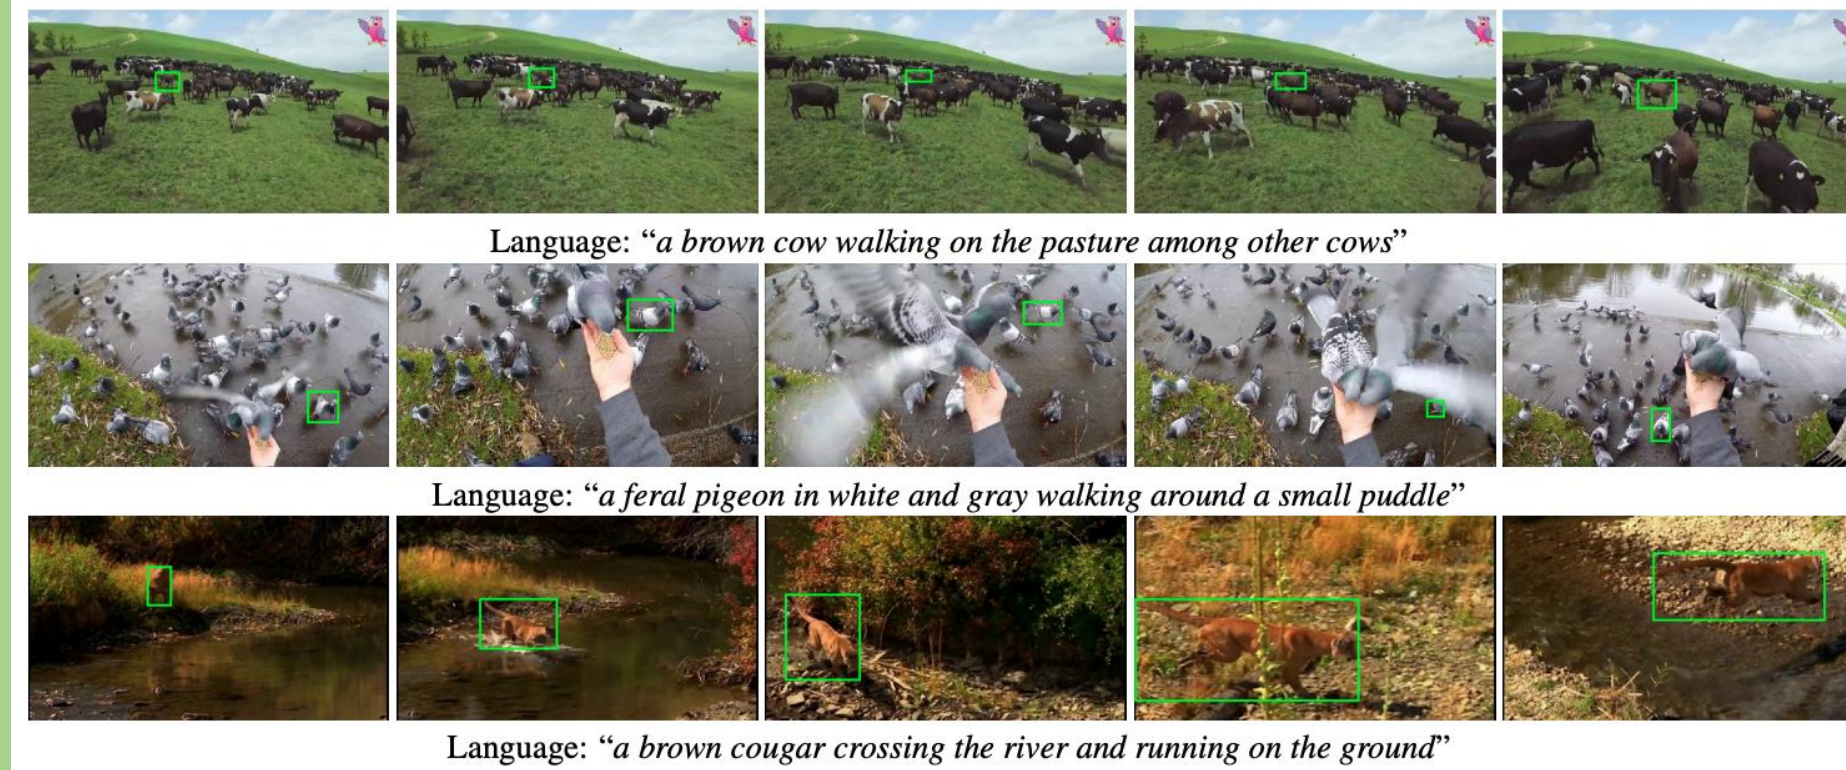 Language: “a brown cow walking on the pasture among other cows”
Language: “a feral pigeon in white and gray walking around a small puddle”
Language: “a brown cougar crossing the river and running on the ground”